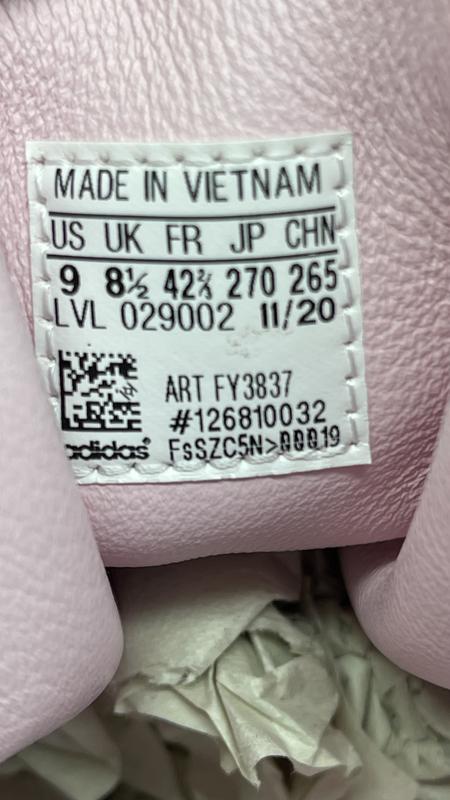 MADE IN VIETNAM
US UK FR JP CHN
9 8½ 42⅔ 270 265
LVL 029002 11/20
ART FY3837
#126810032
adidas® FsSZC5N>00019